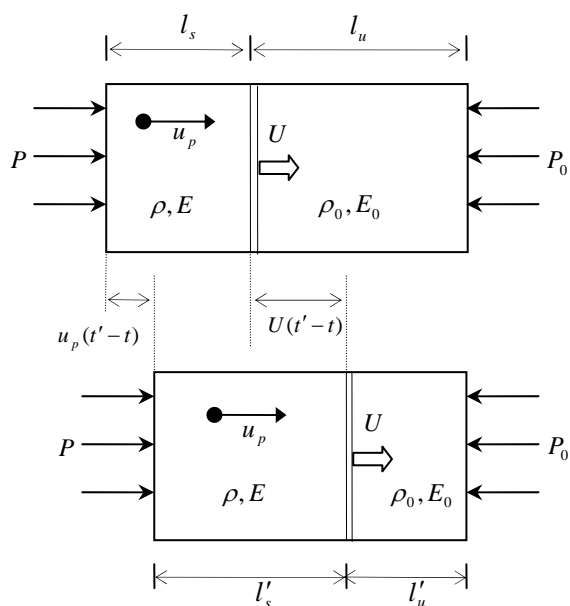 l_s l_u
u_p U
P P_0
ρ, E ρ_0, E_0
u_p(t′−t) U(t′−t)
u_p U
P P_0
ρ, E ρ_0, E_0
l′_s l′_u